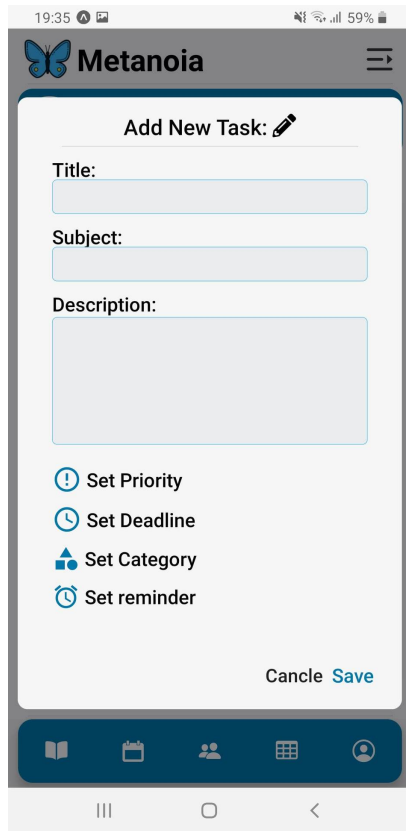 19:35 59%
Metanoia
Add New Task:
Title:
Subject:
Description:
Set Priority
Set Deadline
Set Category
Set reminder
Cancle Save